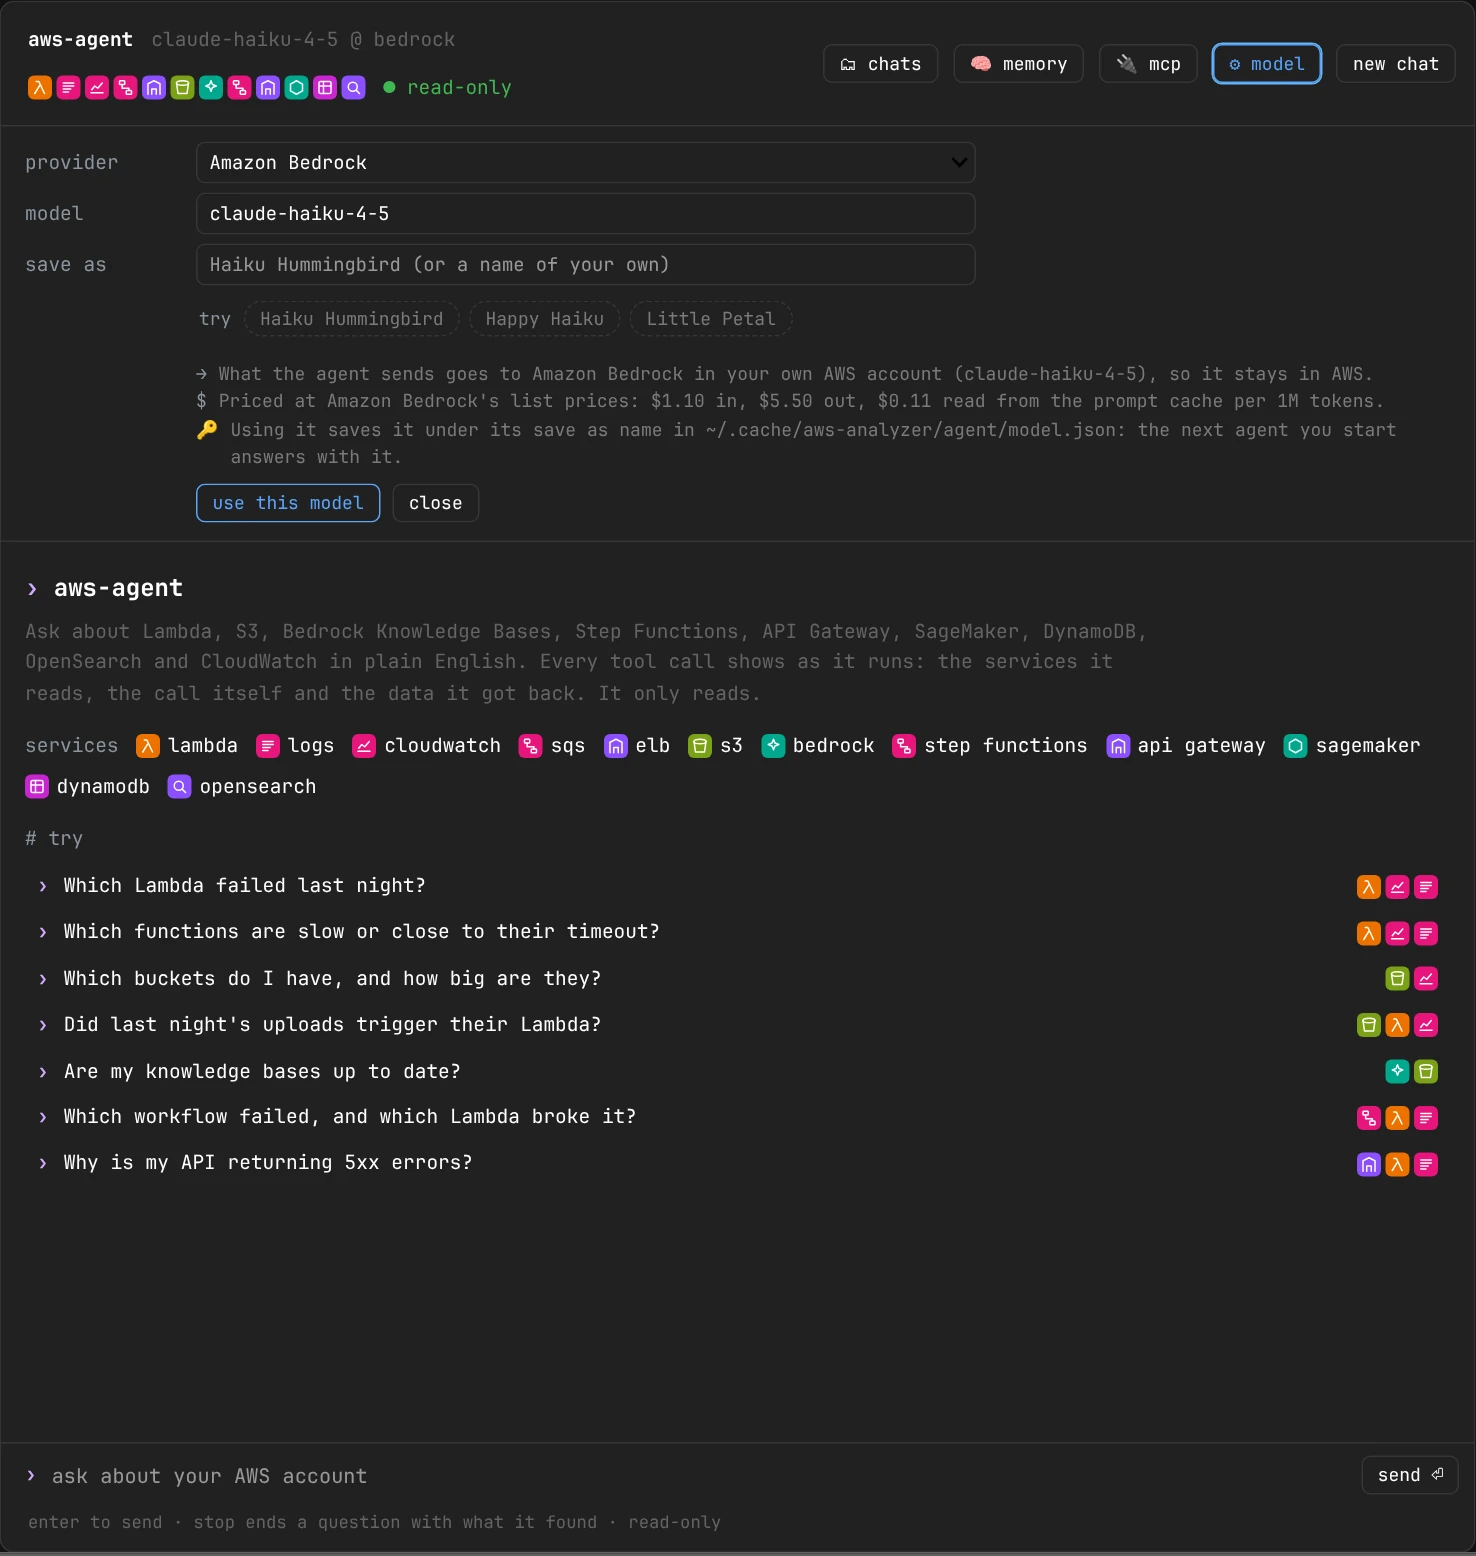 aws-agent claude-haiku-4-5 @ bedrock
🗂 chats 🧠 memory 🔌 mcp ⚙ model new chat
λ ● read-only
provider Amazon Bedrock
model claude-haiku-4-5
save as Haiku Hummingbird (or a name of your own)
try Haiku Hummingbird Happy Haiku Little Petal
→ What the agent sends goes to Amazon Bedrock in your own AWS account (claude-haiku-4-5), so it stays in AWS.
$ Priced at Amazon Bedrock's list prices: $1.10 in, $5.50 out, $0.11 read from the prompt cache per 1M tokens.
🔑 Using it saves it under its save as name in ~/.cache/aws-analyzer/agent/model.json: the next agent you start
answers with it.
use this model close
› aws-agent
Ask about Lambda, S3, Bedrock Knowledge Bases, Step Functions, API Gateway, SageMaker, DynamoDB,
OpenSearch and CloudWatch in plain English. Every tool call shows as it runs: the services it
reads, the call itself and the data it got back. It only reads.
services λ lambda logs cloudwatch sqs elb s3 bedrock step functions api gateway sagemaker
dynamodb opensearch
# try
› Which Lambda failed last night? λ
› Which functions are slow or close to their timeout? λ
› Which buckets do I have, and how big are they?
› Did last night's uploads trigger their Lambda? λ
› Are my knowledge bases up to date?
› Which workflow failed, and which Lambda broke it? λ
› Why is my API returning 5xx errors? λ
› ask about your AWS account send ⏎
enter to send · stop ends a question with what it found · read-only